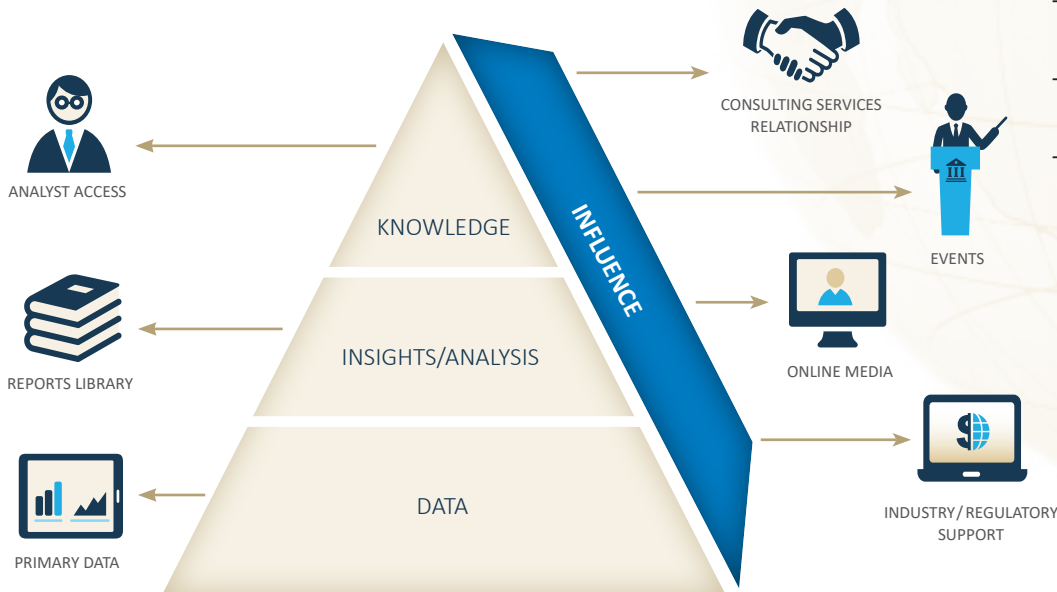 CONSULTING SERVICES
RELATIONSHIP
ANALYST ACCESS
KNOWLEDGE
INFLUENCE
EVENTS
INSIGHTS/ANALYSIS
REPORTS LIBRARY
ONLINE MEDIA
$
DATA
INDUSTRY/REGULATORY
SUPPORT
PRIMARY DATA